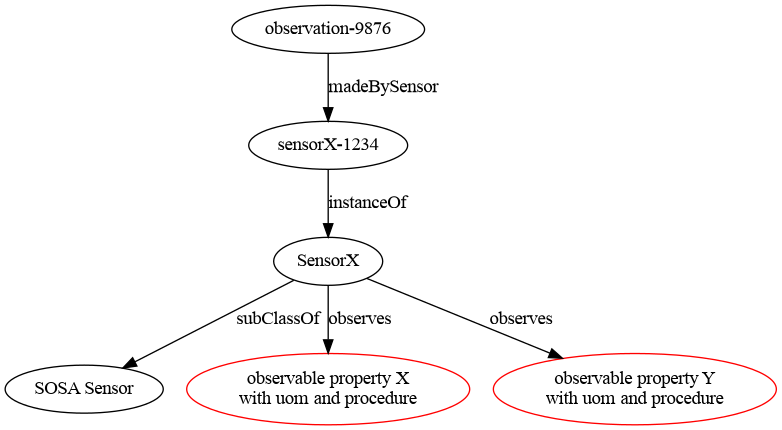 observation-9876
madeBySensor
sensorX-1234
instanceOf
SensorX
subClassOf
observes
observes
SOSA Sensor
observable property X
with uom and procedure
observable property Y
with uom and procedure